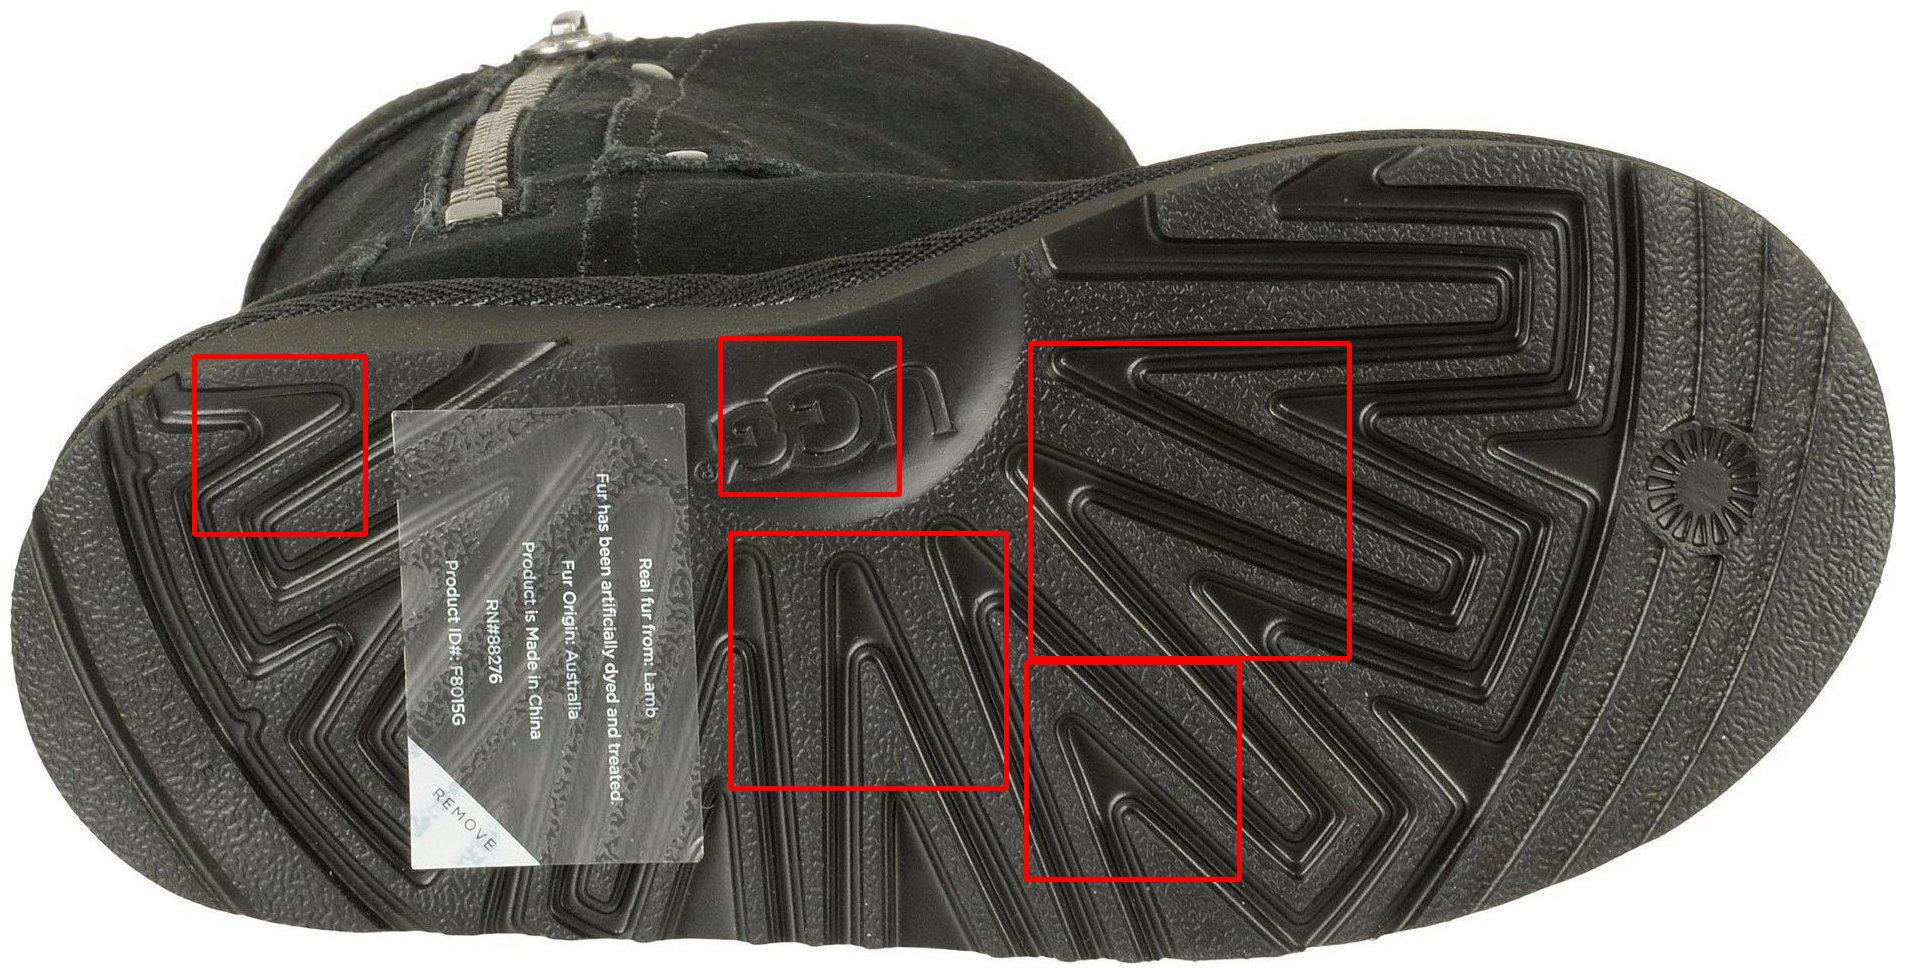 UGG®
Real fur from: Lamb
Fur has been artificially dyed and treated.
Fur Origin: Australia
Product is Made in China
RN#88276
Product ID#: F8015G
REMOVE